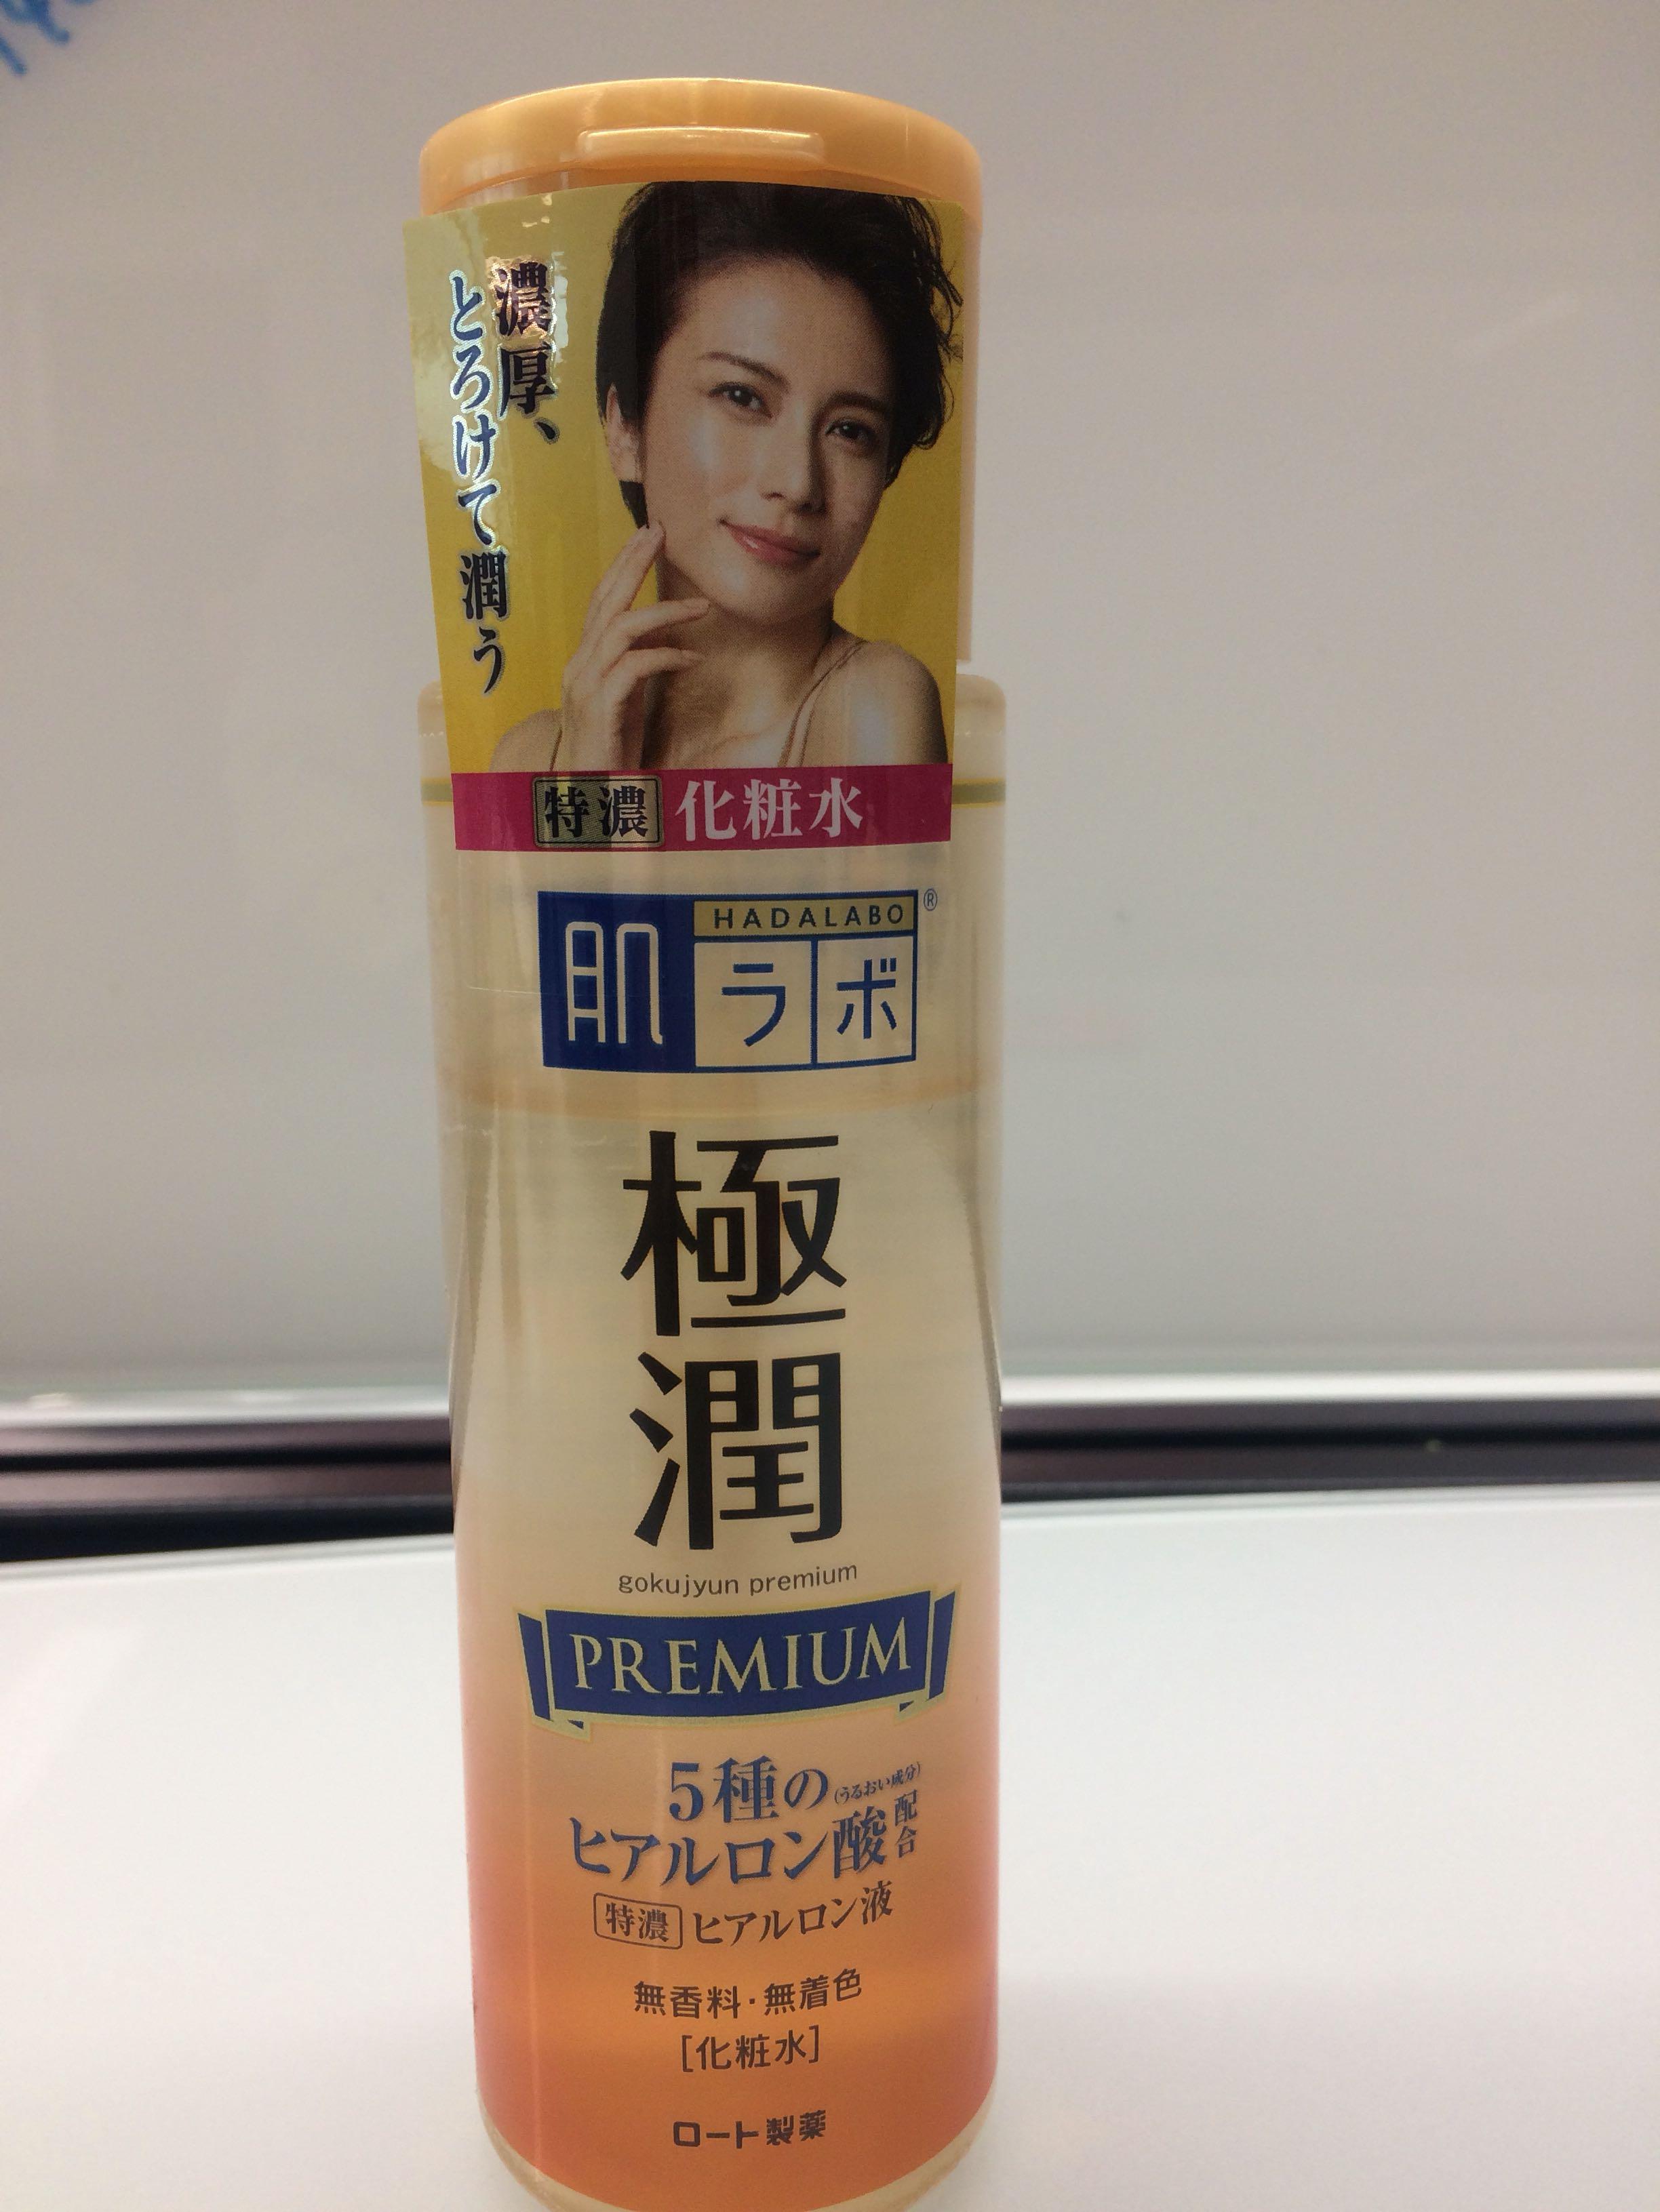 濃厚、
とろけて潤う
特濃 化粧水
HADALABO
®
肌ラボ
極潤
gokujyun premium
PREMIUM
5種の(うるおい成分)
ヒアルロン酸配合
特濃 ヒアルロン液
無香料・無着色
[化粧水]
ロート製薬